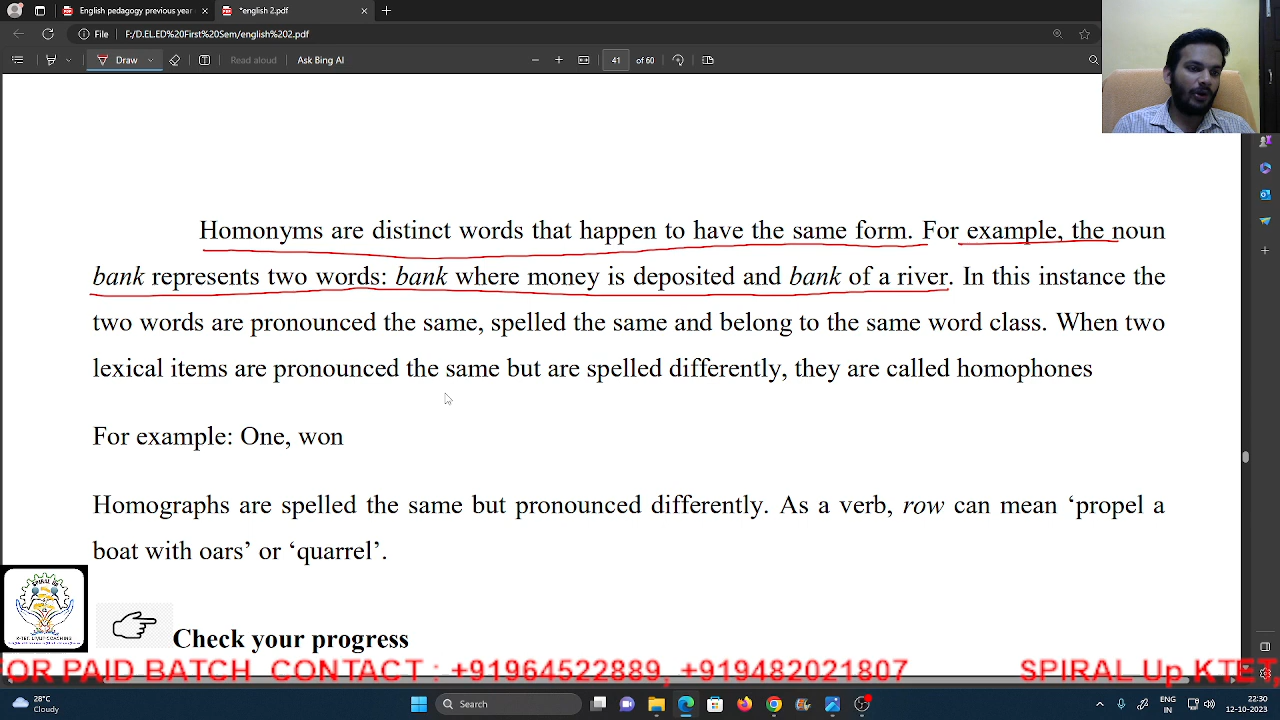 English pedagogy previous year
*english 2.pdf
File
F:/D.ELED%20First%20Sem/english%202.pdf
Draw
Read aloud
Ask Bing AI
41
of 60
Homonyms are distinct words that happen to have the same form. For example, the noun
bank represents two words: bank where money is deposited and bank of a river. In this instance the
two words are pronounced the same, spelled the same and belong to the same word class. When two
lexical items are pronounced the same but are spelled differently, they are called homophones
For example: One, won
Homographs are spelled the same but pronounced differently. As a verb, row can mean ‘propel a
boat with oars’ or ‘quarrel’.
SPIRAL UP
Check your progress
OR PAID BATCH CONTACT : +91964522889, +919482021807 SPIRAL Up KTET,
28°C
Cloudy
Search
ENG
IN
22:30
12-10-2023